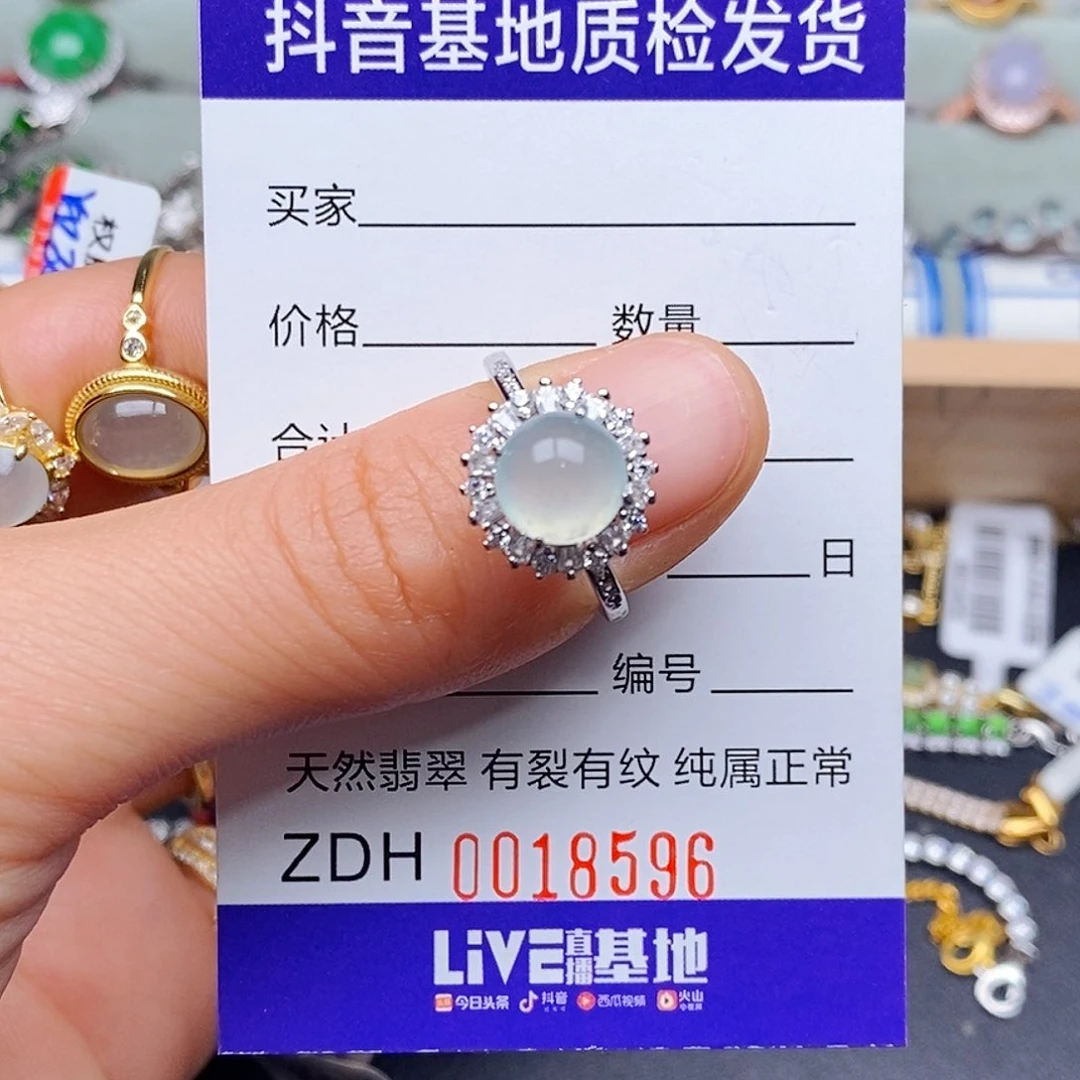 抖音基地质检发货
买家
价格 数量
合计
日
编号
天然翡翠 有裂有纹 纯属正常
ZDH 0018596
LiVE直播基地
今日头条 抖音 西瓜视频 火山